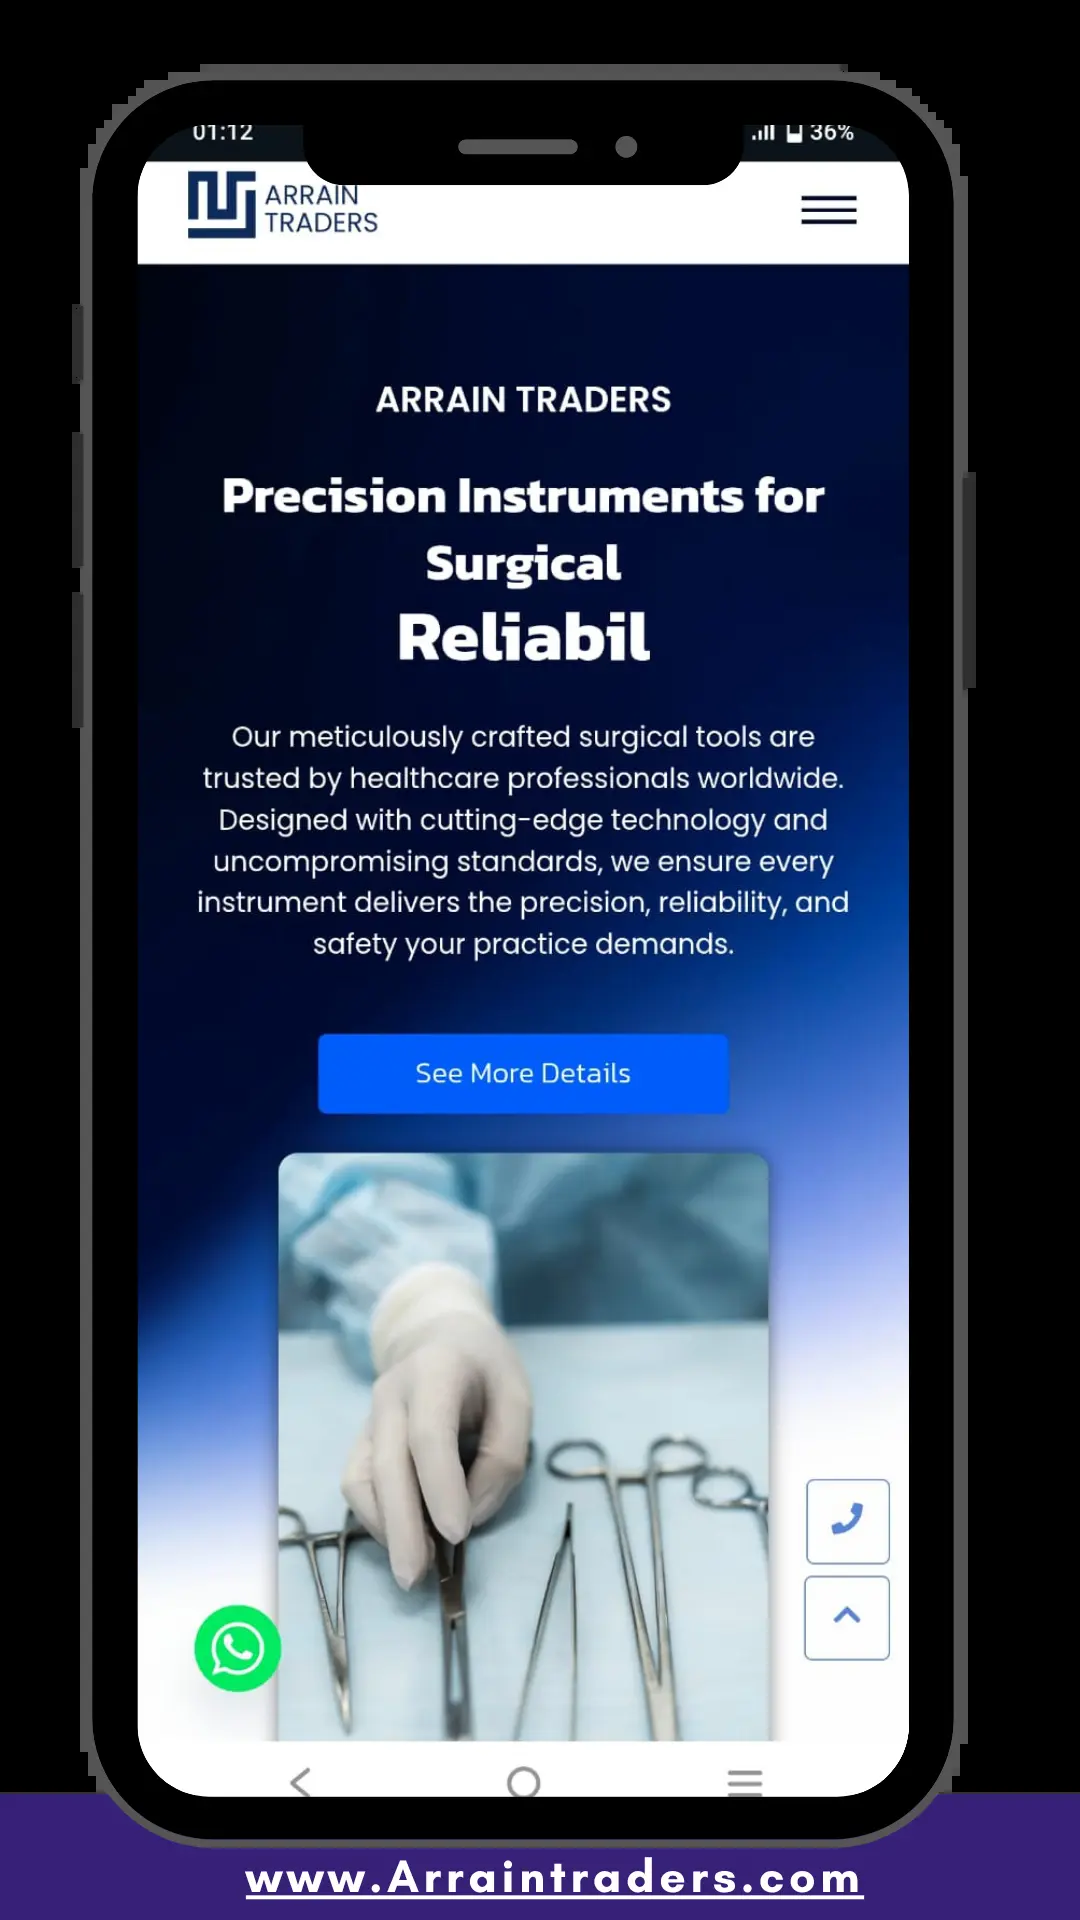 01:12
36%
ARRAIN
TRADERS
ARRAIN TRADERS
Precision Instruments for
Surgical
Reliabil
Our meticulously crafted surgical tools are
trusted by healthcare professionals worldwide.
Designed with cutting-edge technology and
uncompromising standards, we ensure every
instrument delivers the precision, reliability, and
safety your practice demands.
See More Details
www.Arraintraders.com